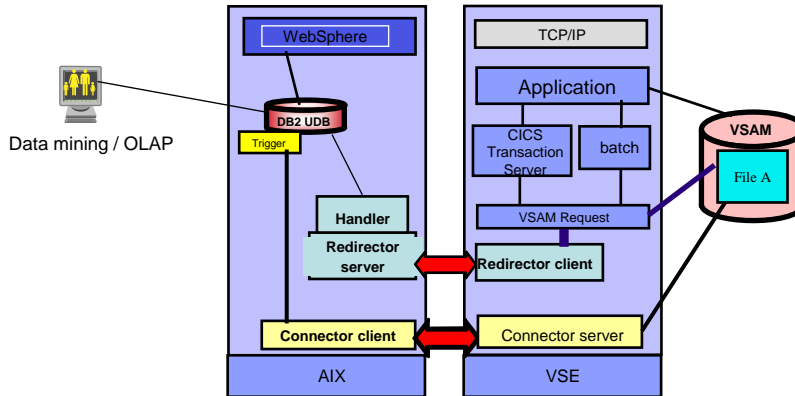 WebSphere
DB2 UDB
Trigger
Data mining / OLAP
Handler
Redirector
server
Connector client
AIX
TCP/IP
Application
CICS
Transaction
Server
batch
VSAM Request
Redirector client
Connector server
VSE
VSAM
File A